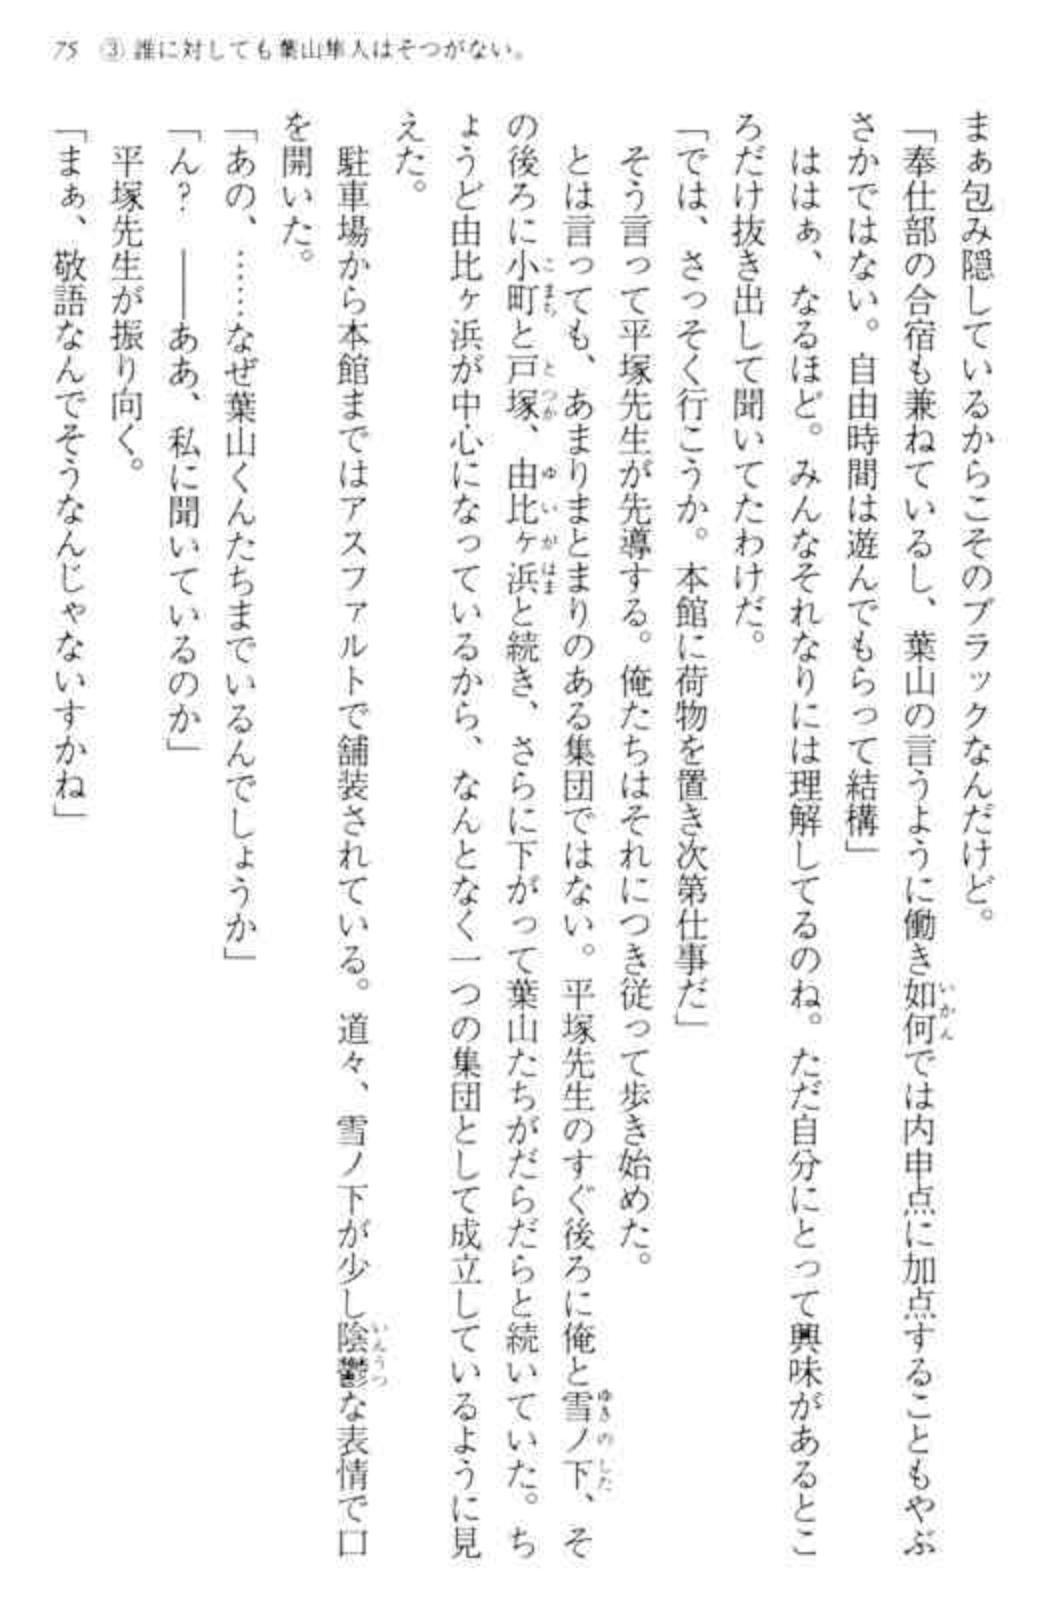 75 ③ 誰に対しても葉山隼人はそつがない。
まぁ包み隠しているからこそのブラックなんだけど。
「奉仕部の合宿も兼ねているし、葉山の言うように働き如何では内申点に加点することもやぶ
さかではない。自由時間は遊んでもらって結構」
ははぁ、なるほど。みんなそれなりには理解してるのね。ただ自分にとって興味があるとこ
ろだけ抜き出して聞いてたわけだ。
「では、さっそく行こうか。本館に荷物を置き次第仕事だ」
そう言って平塚先生が先導する。俺たちはそれにつき従って歩き始めた。
とは言っても、あまりまとまりのある集団ではない。平塚先生のすぐ後ろに俺と雪ノ下、そ
の後ろに小町と戸塚、由比ヶ浜と続き、さらに下がって葉山たちがだらだらと続いていた。ち
ょうど由比ヶ浜が中心になっているから、なんとなく一つの集団として成立しているように見
えた。
駐車場から本館まではアスファルトで舗装されている。道々、雪ノ下が少し陰鬱な表情で口
を開いた。
「あの、……なぜ葉山くんたちまでいるんでしょうか」
「ん？　――ああ、私に聞いているのか」
平塚先生が振り向く。
「まぁ、敬語なんでそうなんじゃないすかね」